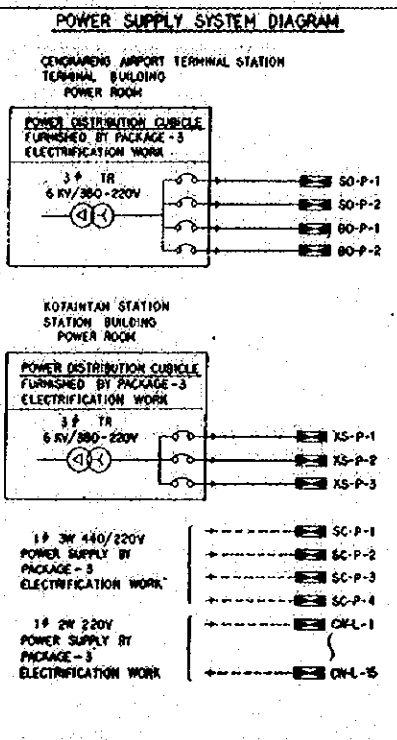 POWER SUPPLY SYSTEM DIAGRAM
CENGKARENG AIRPORT TERMINAL STATION
TERMINAL BUILDING
POWER ROOM
POWER DISTRIBUTION CUBICLE
FURNISHED BY PACKAGE-3
ELECTRIFICATION WORK
3φ TR
6 KV/380-220V
SO-P-1
SO-P-2
BO-P-1
BO-P-2
KOTAINTAN STATION
STATION BUILDING
POWER ROOM
POWER DISTRIBUTION CUBICLE
FURNISHED BY PACKAGE-3
ELECTRIFICATION WORK
3φ TR
6 KV/380-220V
XS-P-1
XS-P-2
XS-P-3
1φ 3W 440/220V
POWER SUPPLY BY
PACKAGE-3
ELECTRIFICATION WORK
SC-P-1
SC-P-2
SC-P-3
SC-P-4
1φ 2W 220V
POWER SUPPLY BY
PACKAGE-3
ELECTRIFICATION WORK
CW-L-1
CW-L-15